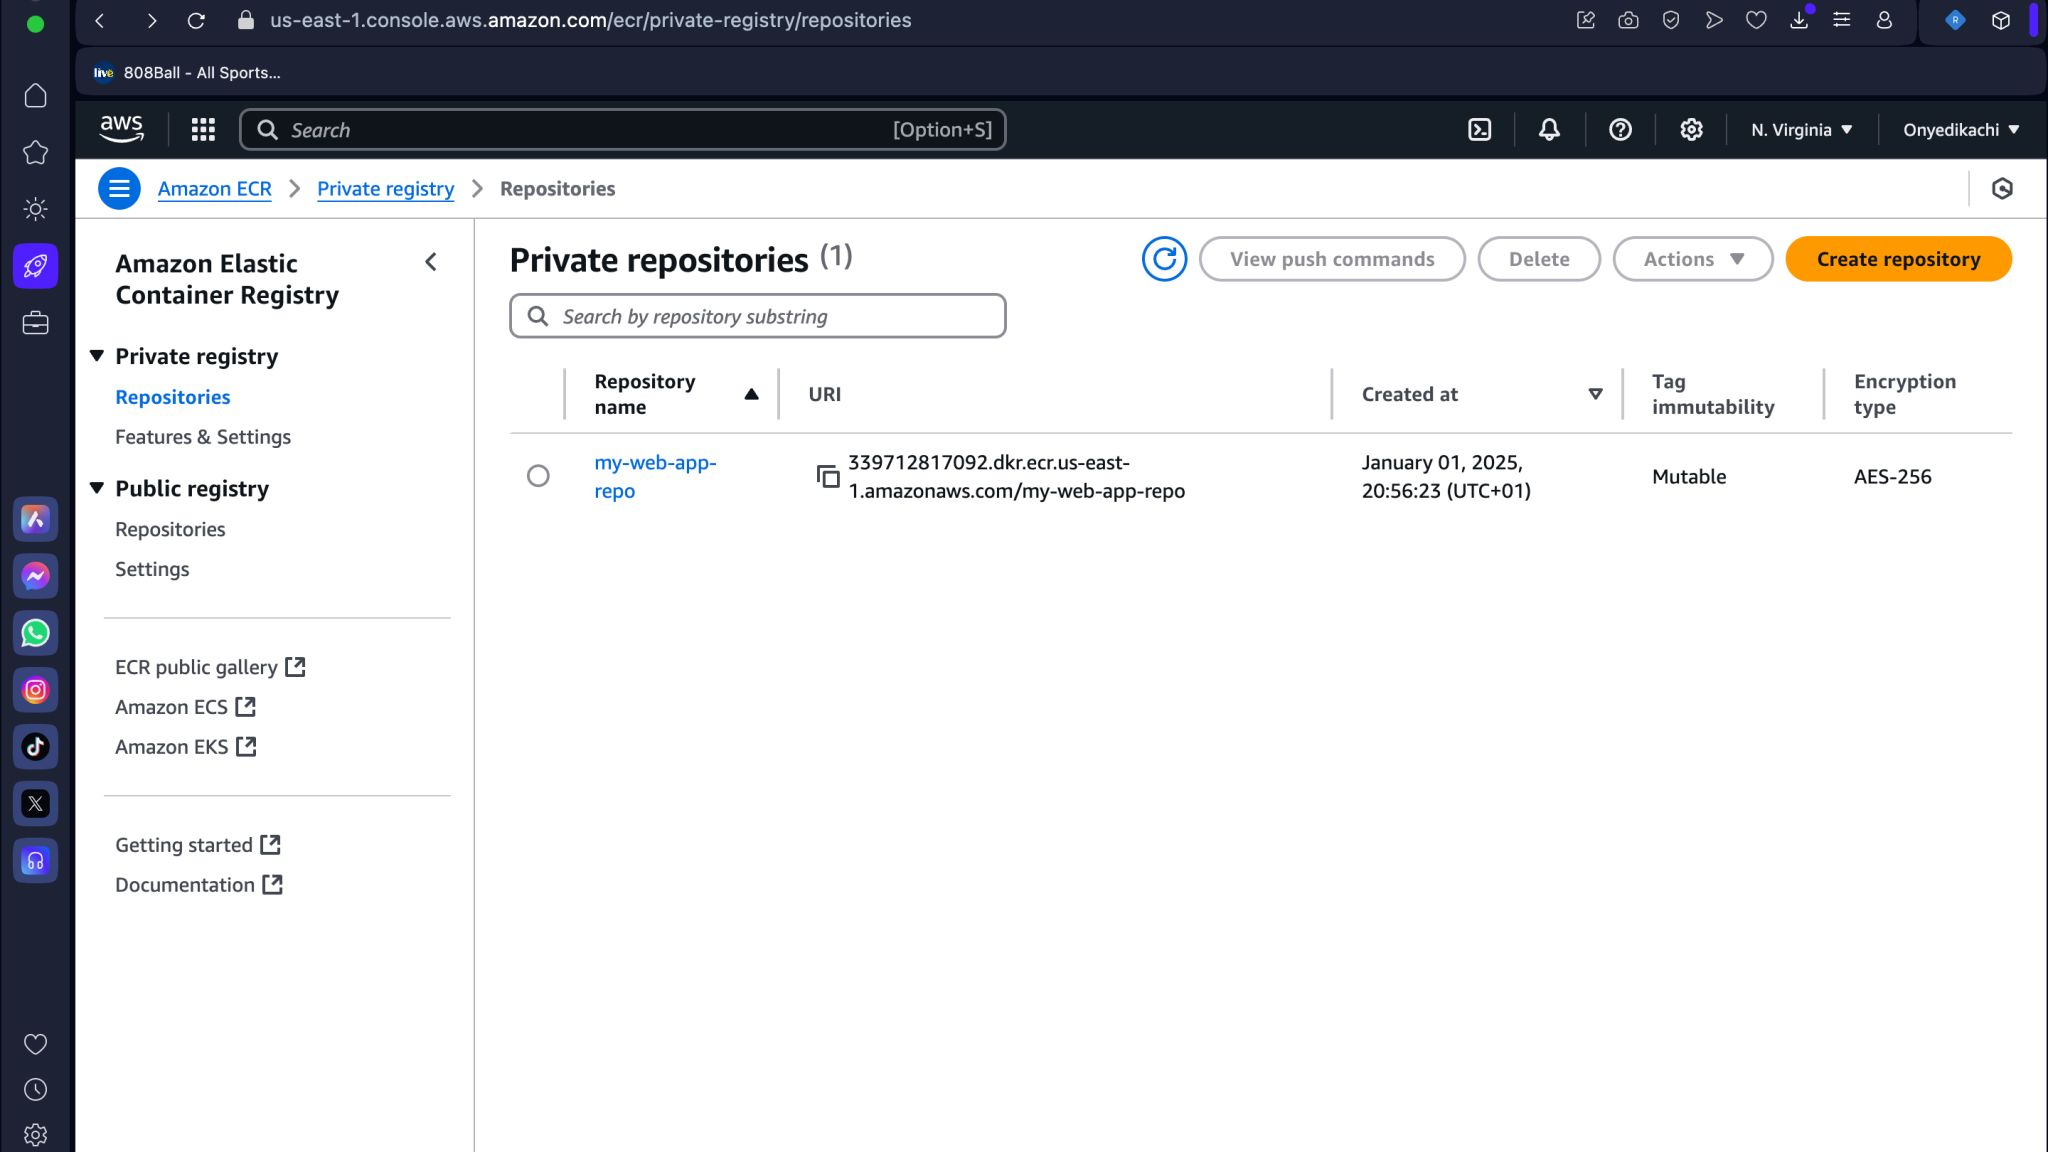 us-east-1.console.aws.amazon.com/ecr/private-registry/repositories
live 808Ball - All Sports...
aws Search [Option+S] N. Virginia Onyedikachi
Amazon ECR Private registry Repositories
Amazon Elastic
Container Registry
Private registry
Repositories
Features & Settings
Public registry
Repositories
Settings
ECR public gallery
Amazon ECS
Amazon EKS
Getting started
Documentation
Private repositories (1)
View push commands Delete Actions Create repository
Search by repository substring
Repository
name
URI
Created at
Tag
immutability
Encryption
type
my-web-app-
repo
339712817092.dkr.ecr.us-east-
1.amazonaws.com/my-web-app-repo
January 01, 2025,
20:56:23 (UTC+01)
Mutable
AES-256